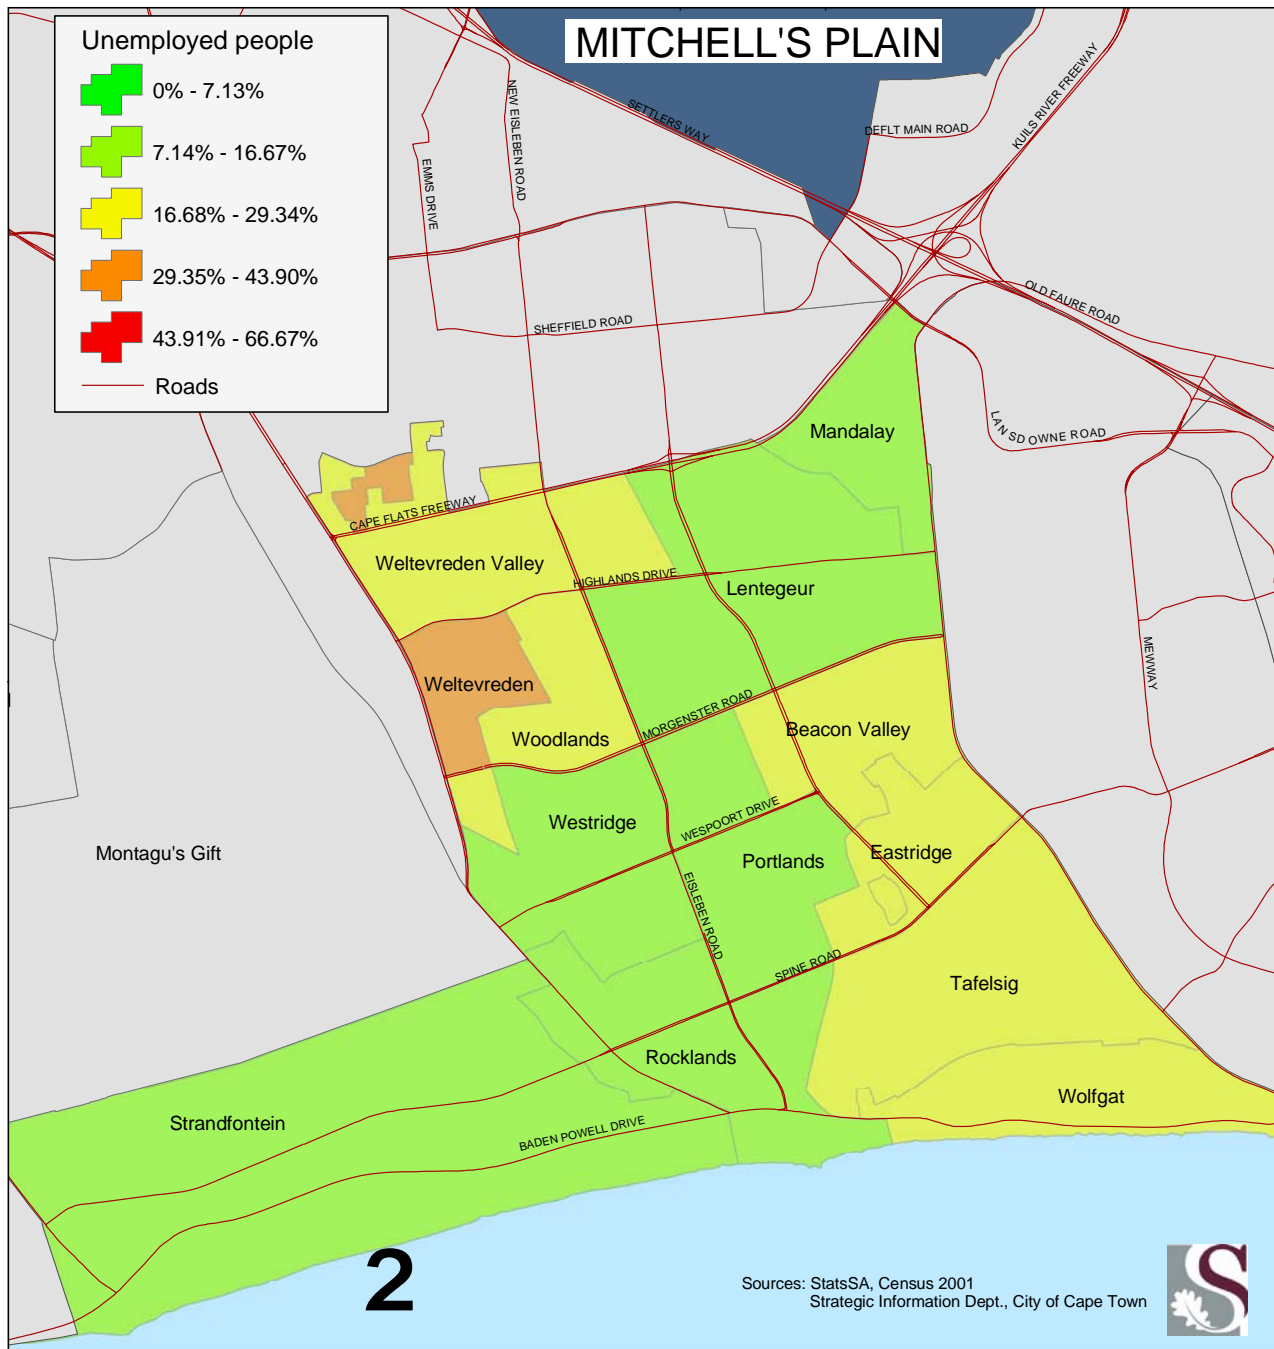 MITCHELL'S PLAIN
Unemployed people
0% - 7.13%
7.14% - 16.67%
16.68% - 29.34%
29.35% - 43.90%
43.91% - 66.67%
Roads
NEW EISLEBEN ROAD
EMMS DRIVE
SETTLERS WAY
DEFLT MAIN ROAD
KUILS RIVER FREEWAY
OLD FAURE ROAD
SHEFFIELD ROAD
LANSDOWNE ROAD
Mandalay
CAPE FLATS FREEWAY
Weltevreden Valley
HIGHLANDS DRIVE
Lentegeur
MEWWAY
Weltevreden
MORGENSTER ROAD
Woodlands
Beacon Valley
Westridge
WESPOORT DRIVE
Montagu's Gift
Portlands
Eastridge
EISLEBEN ROAD
SPINE ROAD
Tafelsig
Rocklands
Wolfgat
Strandfontein
BADEN POWELL DRIVE
2
Sources: StatsSA, Census 2001
Strategic Information Dept., City of Cape Town
S